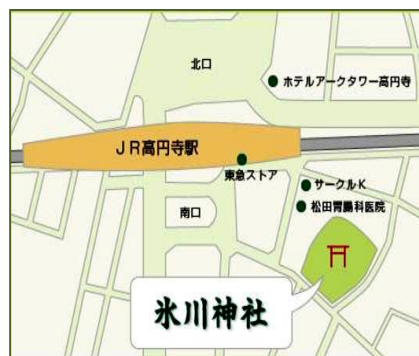 北口
ホテルアークタワー高円寺
JR高円寺駅
東急ストア
サークルK
南口
松田胃腸科医院
氷川神社